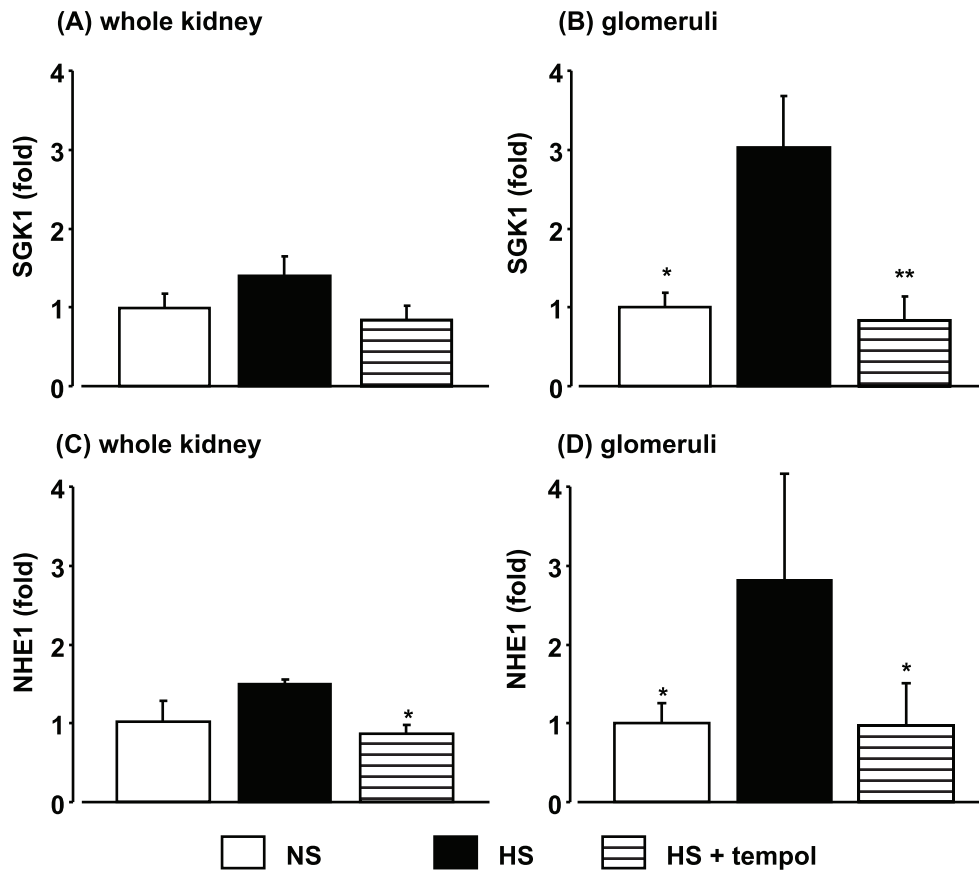 (A) whole kidney
SGK1 (fold)
4
3
2
1
0
(B) glomeruli
SGK1 (fold)
4
3
2
1
0
*
**
(C) whole kidney
NHE1 (fold)
4
3
2
1
0
*
(D) glomeruli
NHE1 (fold)
4
3
2
1
0
*
*
NS HS HS + tempol